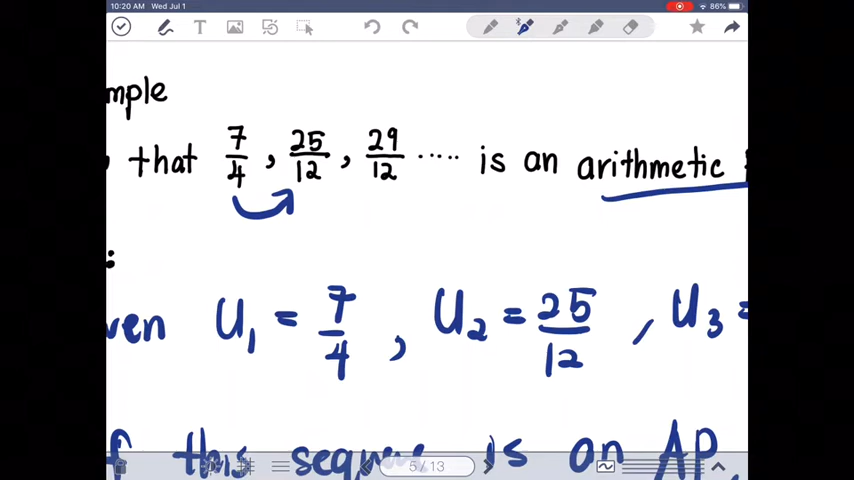 10:20 AM Wed Jul 1 86%
T
mple
that 7/4, 25/12, 29/12 ..... is an arithmetic
:
ven U1 = 7/4, U2 = 25/12, U3 =
f this seque is an AP.
5 / 13